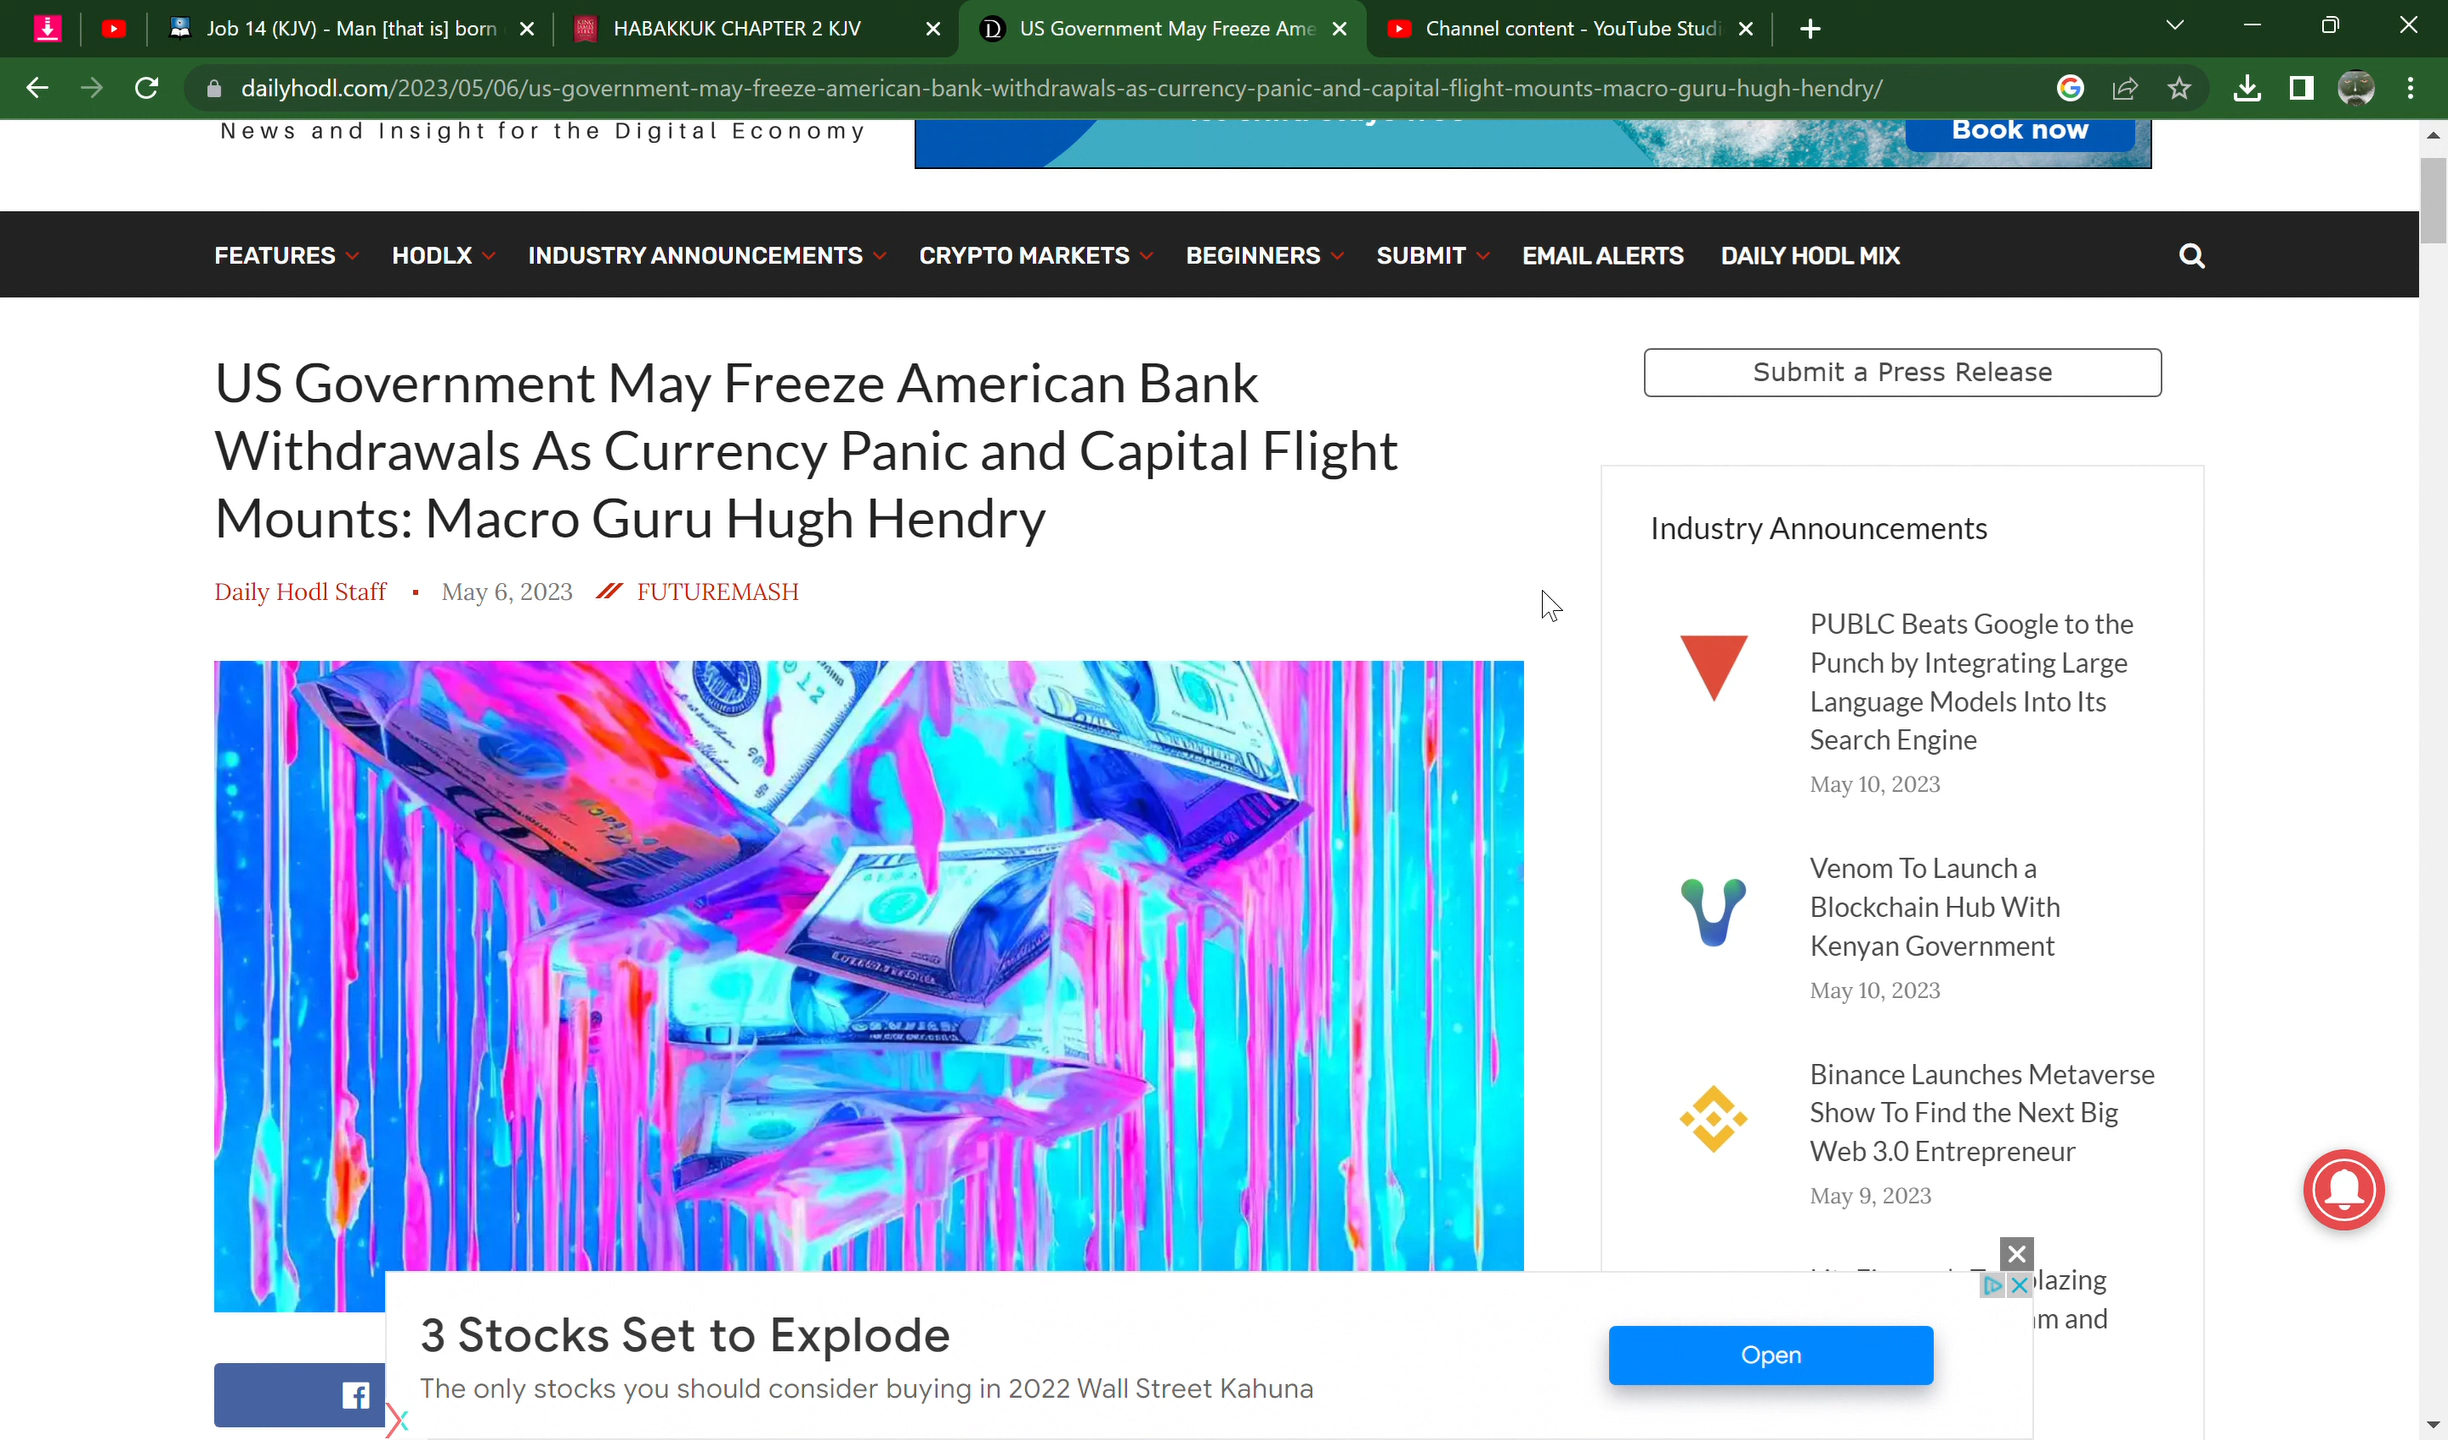 Job 14 (KJV) - Man [that is] born
HABAKKUK CHAPTER 2 KJV
US Government May Freeze Ame
Channel content - YouTube Studi
dailyhodl.com/2023/05/06/us-government-may-freeze-american-bank-withdrawals-as-currency-panic-and-capital-flight-mounts-macro-guru-hugh-hendry/
News and Insight for the Digital Economy
Book now
FEATURES HODLX INDUSTRY ANNOUNCEMENTS CRYPTO MARKETS BEGINNERS SUBMIT EMAIL ALERTS DAILY HODL MIX
US Government May Freeze American Bank
Withdrawals As Currency Panic and Capital Flight
Mounts: Macro Guru Hugh Hendry
Daily Hodl Staff ▪ May 6, 2023 // FUTUREMASH
Submit a Press Release
Industry Announcements
PUBLC Beats Google to the
Punch by Integrating Large
Language Models Into Its
Search Engine
May 10, 2023
Venom To Launch a
Blockchain Hub With
Kenyan Government
May 10, 2023
Binance Launches Metaverse
Show To Find the Next Big
Web 3.0 Entrepreneur
May 9, 2023
lazing
m and
3 Stocks Set to Explode
The only stocks you should consider buying in 2022 Wall Street Kahuna
Open